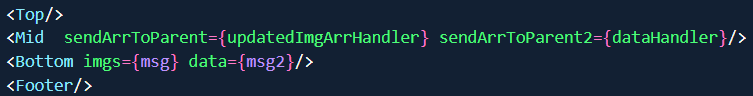 <Top/>
<Mid  sendArrToParent={updatedImgArrHandler} sendArrToParent2={dataHandler}/>
<Bottom imgs={msg} data={msg2}/>
<Footer/>